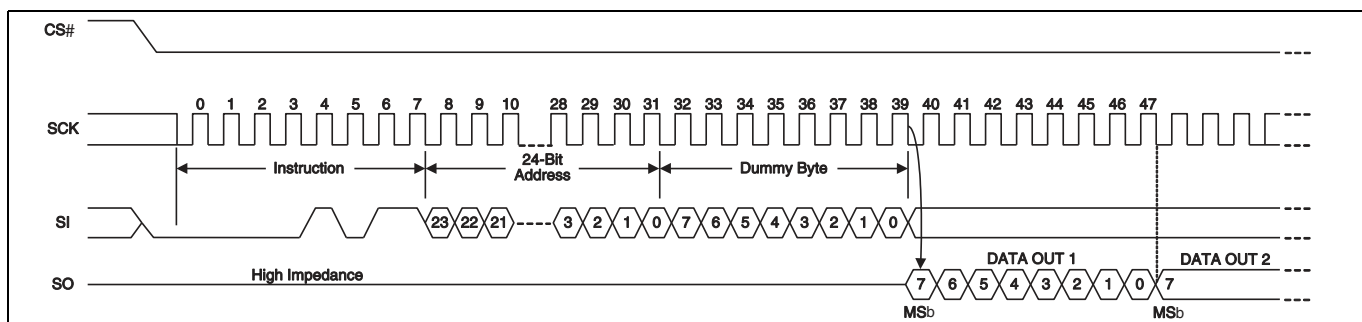 CS#
0 1 2 3 4 5 6 7 8 9 10 28 29 30 31 32 33 34 35 36 37 38 39 40 41 42 43 44 45 46 47
SCK
Instruction
24-Bit
Address
Dummy Byte
SI
23 22 21 3 2 1 0 7 6 5 4 3 2 1 0
High Impedance
DATA OUT 1
DATA OUT 2
SO
7 6 5 4 3 2 1 0 7
MSb
MSb